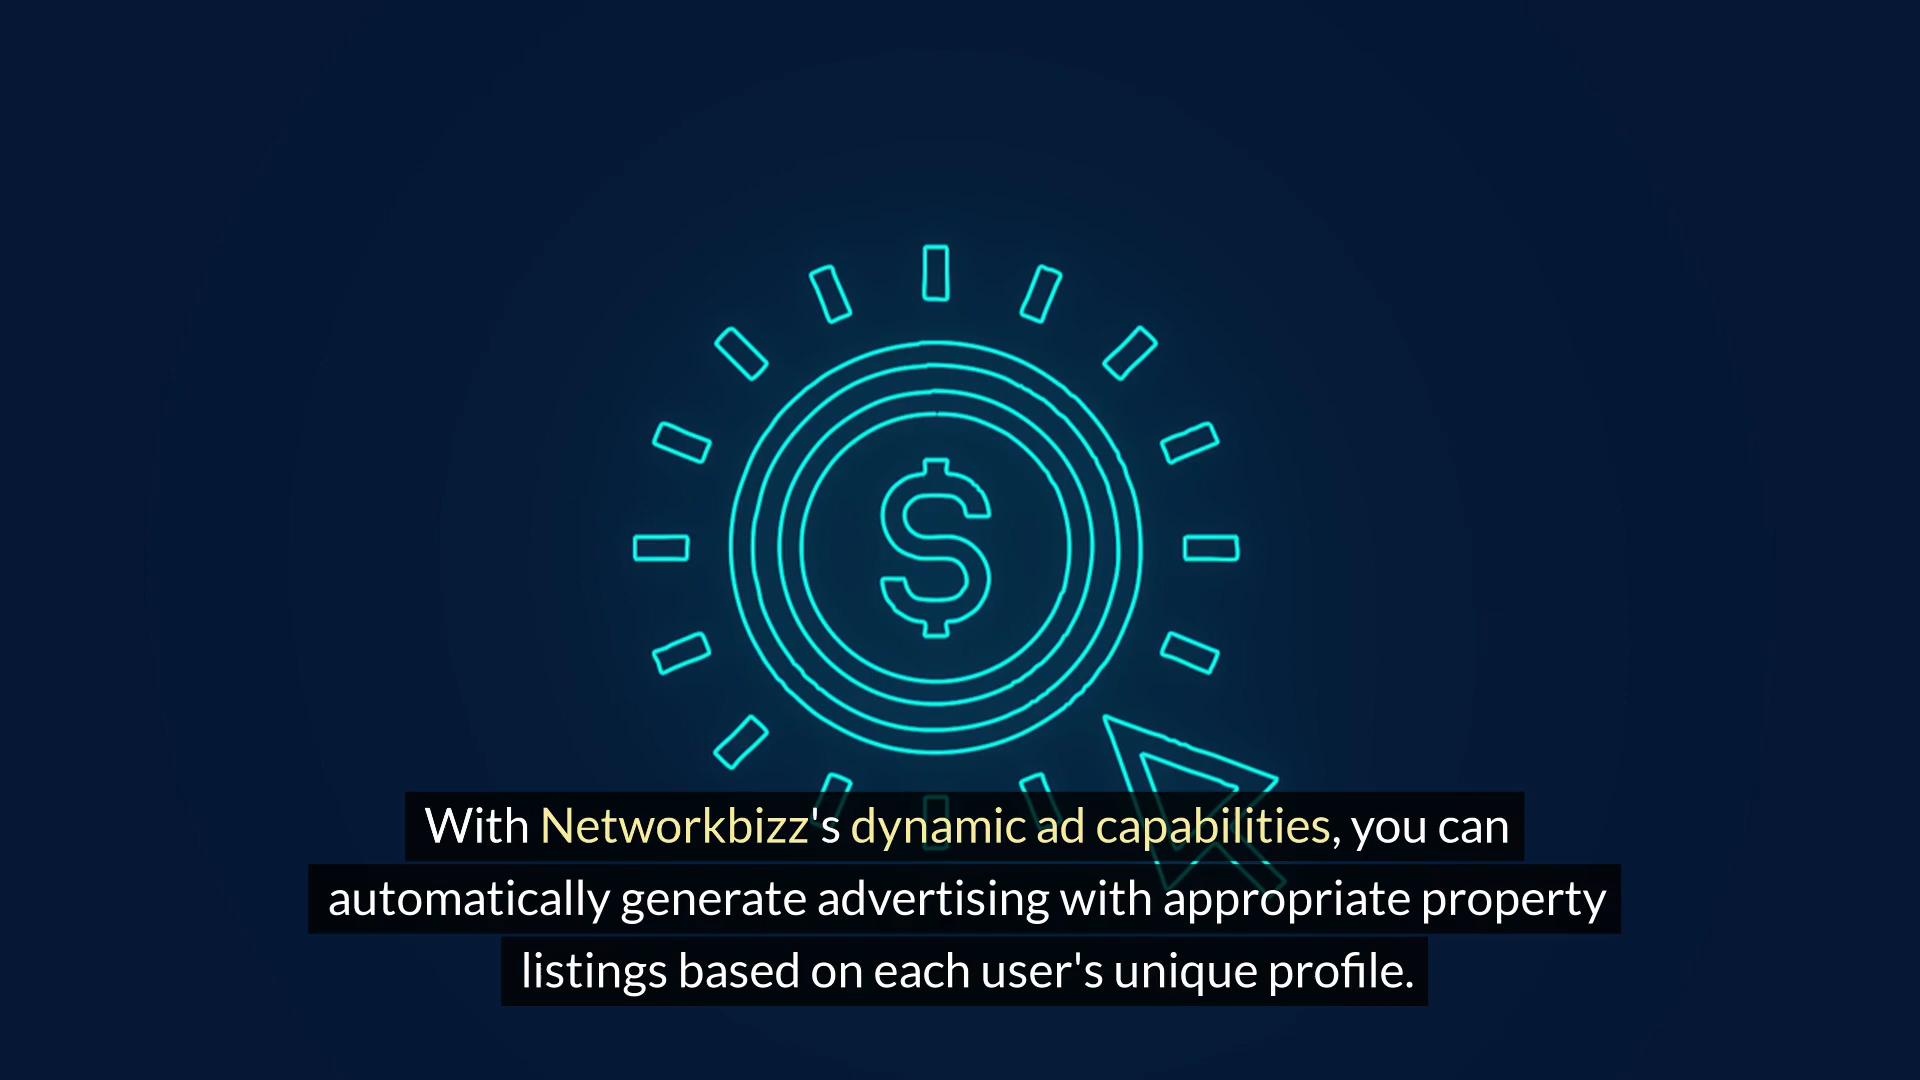 $
With Networkbizz's dynamic ad capabilities, you can
automatically generate advertising with appropriate property
listings based on each user's unique profile.